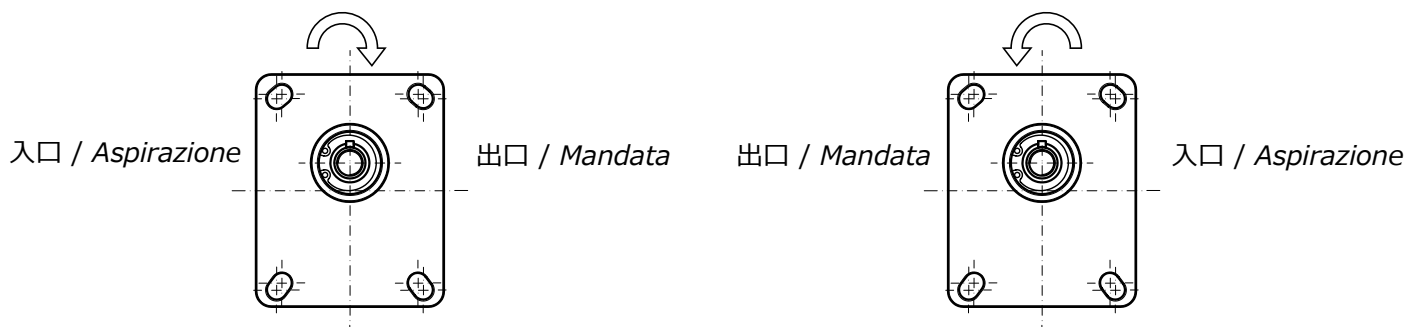 入口 / Aspirazione
出口 / Mandata
出口 / Mandata
入口 / Aspirazione